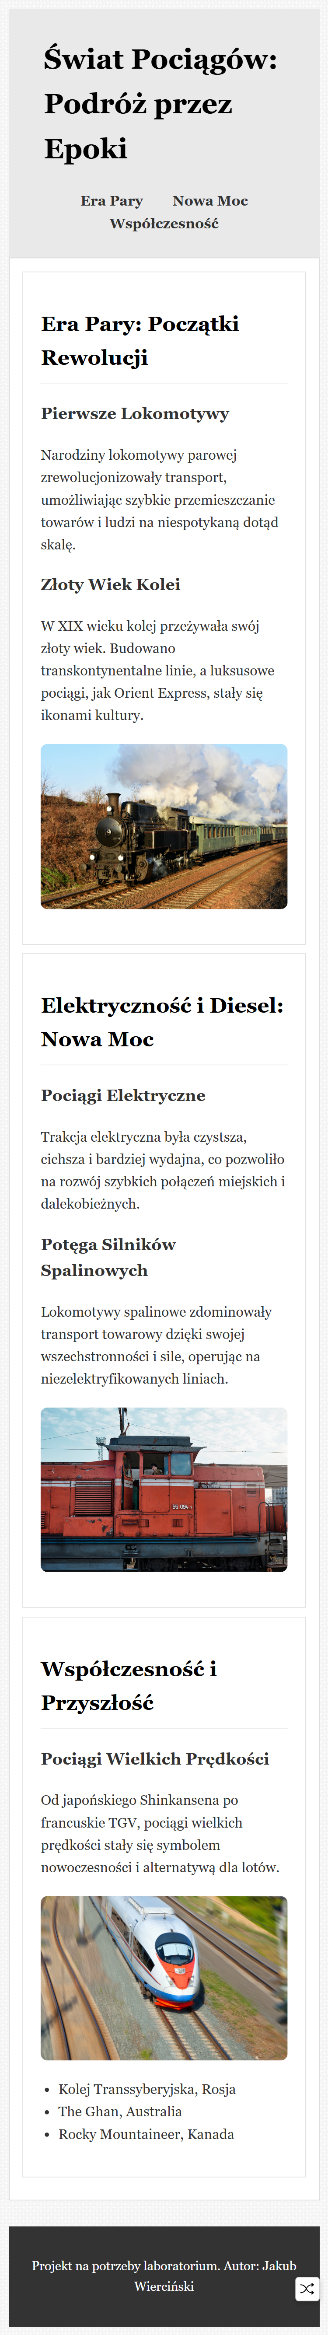 Świat Pociągów:
Podróż przez
Epoki
Era Pary Nowa Moc
Współczesność
Era Pary: Początki
Rewolucji
Pierwsze Lokomotywy
Narodziny lokomotywy parowej
zrewolucjonizowały transport,
umożliwiając szybkie przemieszczanie
towarów i ludzi na niespotykaną dotąd
skalę.
Złoty Wiek Kolei
W XIX wieku kolej przeżywała swój
złoty wiek. Budowano
transkontynentalne linie, a luksusowe
pociągi, jak Orient Express, stały się
ikonami kultury.
Elektryczność i Diesel:
Nowa Moc
Pociągi Elektryczne
Trakcja elektryczna była czystsza,
cichsza i bardziej wydajna, co pozwoliło
na rozwój szybkich połączeń miejskich i
dalekobieżnych.
Potęga Silników
Spalinowych
Lokomotywy spalinowe zdominowały
transport towarowy dzięki swojej
wszechstronności i sile, operując na
niezelektryfikowanych liniach.
Współczesność i
Przyszłość
Pociągi Wielkich Prędkości
Od japońskiego Shinkansena po
francuskie TGV, pociągi wielkich
prędkości stały się symbolem
nowoczesności i alternatywą dla lotów.
Kolej Transsyberyjska, Rosja
The Ghan, Australia
Rocky Mountaineer, Kanada
Projekt na potrzeby laboratorium. Autor: Jakub
Wierciński